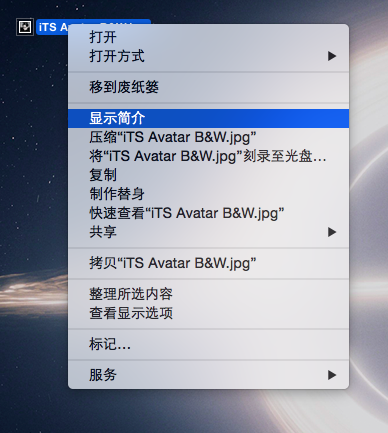 iTS Avatar B&W.jpg
打开
打开方式
移到废纸篓
显示简介
压缩“iTS Avatar B&W.jpg”
将“iTS Avatar B&W.jpg”刻录至光盘…
复制
制作替身
快速查看“iTS Avatar B&W.jpg”
共享
拷贝“iTS Avatar B&W.jpg”
整理所选内容
查看显示选项
标记…
服务